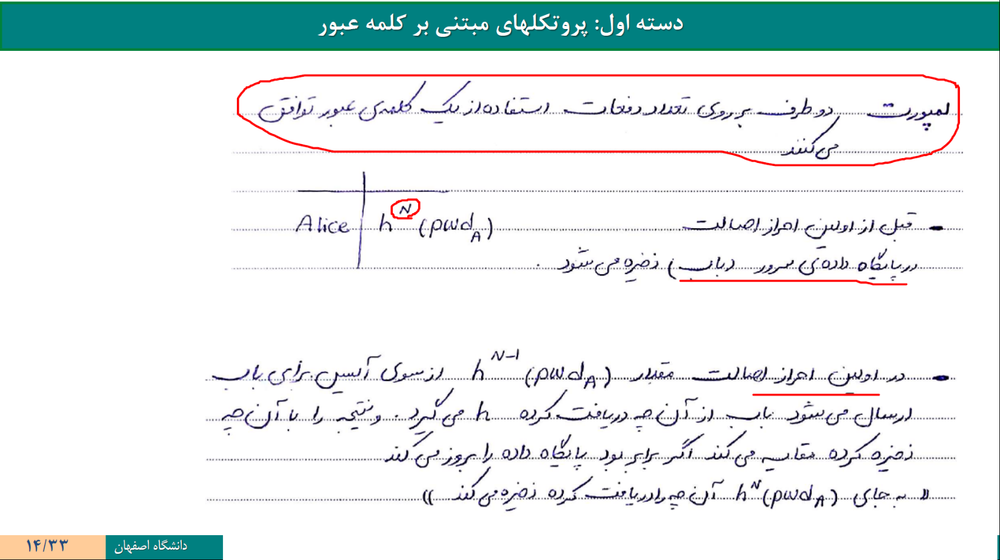 دسته اول: پروتکلهای مبتنی بر کلمه عبور
لمپورت دو طرف بر روی تعداد دفعات استفاده از یک کلمه‌ی عبور توافق
می‌کنند
Alice h^N (pwd_A)
- قبل از اولین احراز اصالت
در پایگاه داده‌ی سرور (باب) ذخیره می‌شود.
- در اولین احراز اصالت مقدار h^{N-1} (pwd_A) از سوی آلیس برای باب
ارسال می‌شود باب از آن چه دریافت کرده h می‌گیرد. و نتیجه را با آن چه
ذخیره کرده مقایسه می‌کند اگر برابر بود پایگاه داده را بروز می‌کند
(( به جای h^N (pwd_A) آن چه را دریافت کرده ذخیره می‌کند ))
دانشگاه اصفهان
۱۴/۳۳